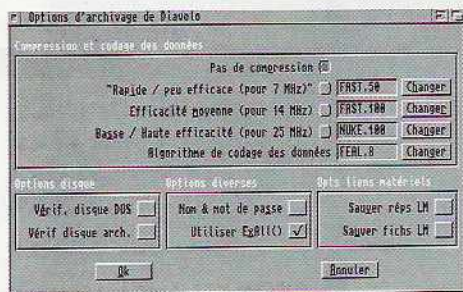 Options d'archivage de Diavolo
Compression et codage des données
Pas de compression
"Rapide / peu efficace (pour 7 MHz)" FAST.50 Changer
Efficacité moyenne (pour 14 MHz) FAST.100 Changer
Basse / Haute efficacité (pour 25 MHz) NUKE.100 Changer
Algorithme de codage des données FEAL.8 Changer
Options disque Options diverses Opts liens matériels
Vérif. disque DOS Nom & mot de passe Sauver réps LM
Vérif disque arch. Utiliser ExAll() Sauver fichs LM
Ok Annuler